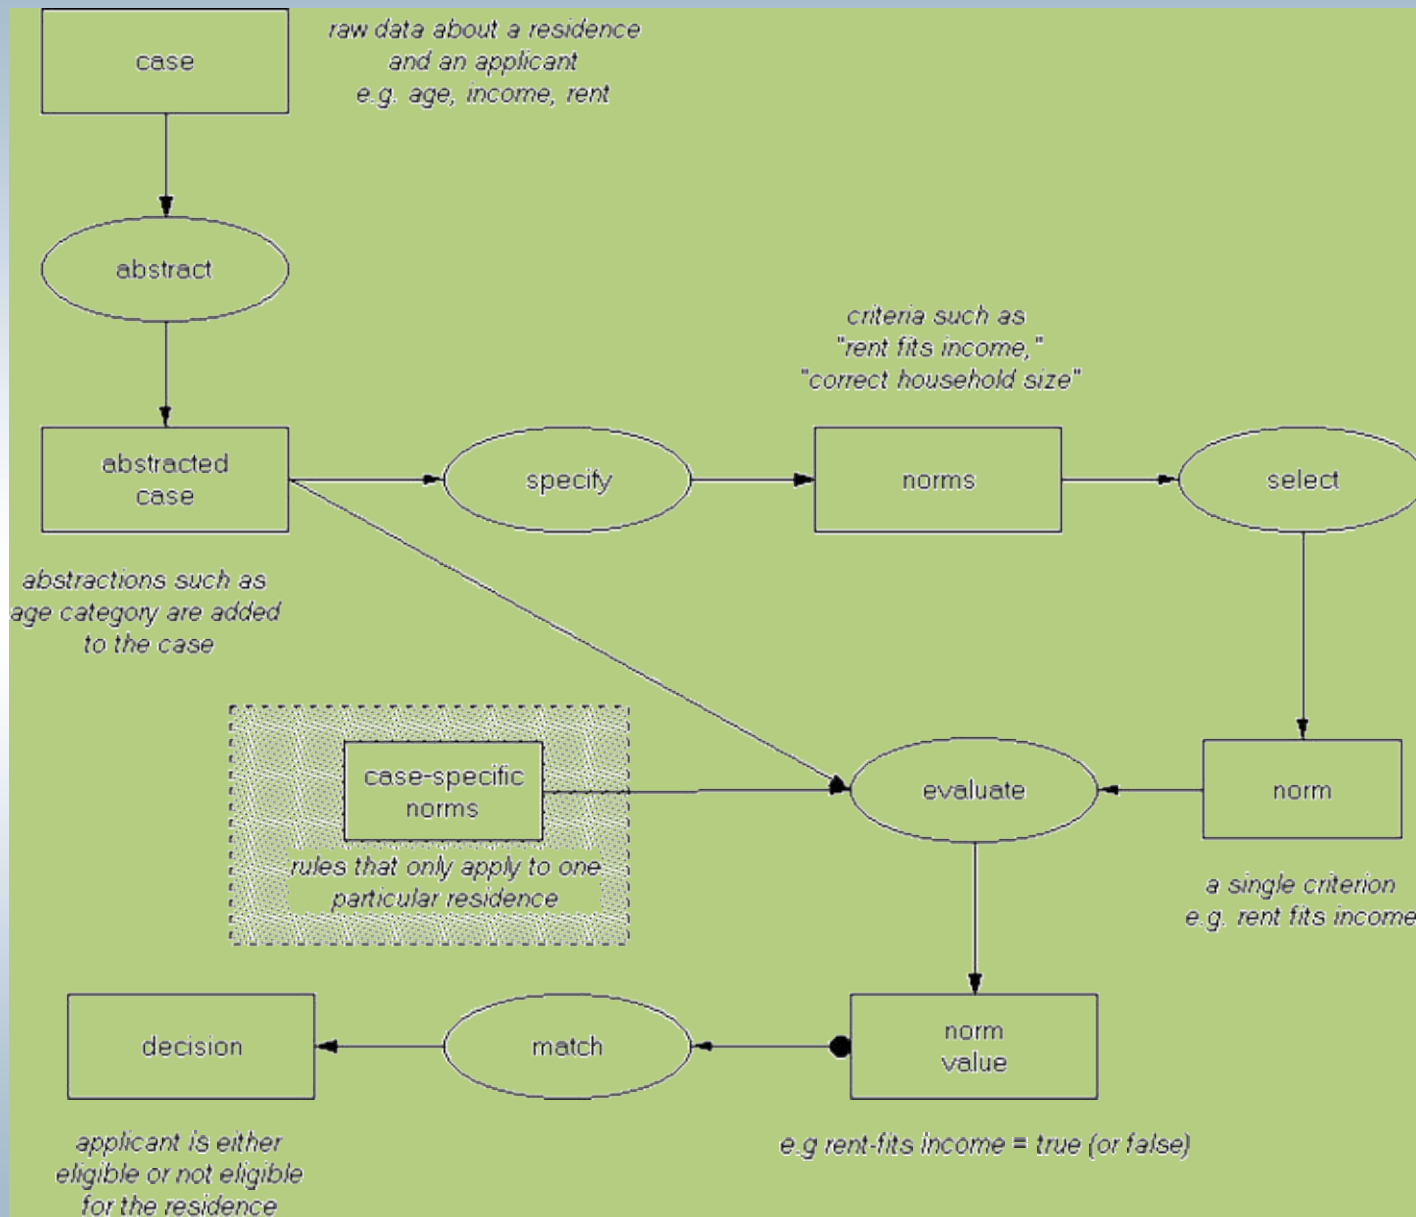 case
raw data about a residence
and an applicant
e.g. age, income, rent
abstract
criteria such as
"rent fits income,"
"correct household size"
abstracted
case
specify
norms
select
abstractions such as
age category are added
to the case
case-specific
norms
rules that only apply to one
particular residence
evaluate
norm
a single criterion
e.g. rent fits income
decision
match
norm
value
applicant is either
eligible or not eligible
for the residence
e.g rent-fits income = true (or false)